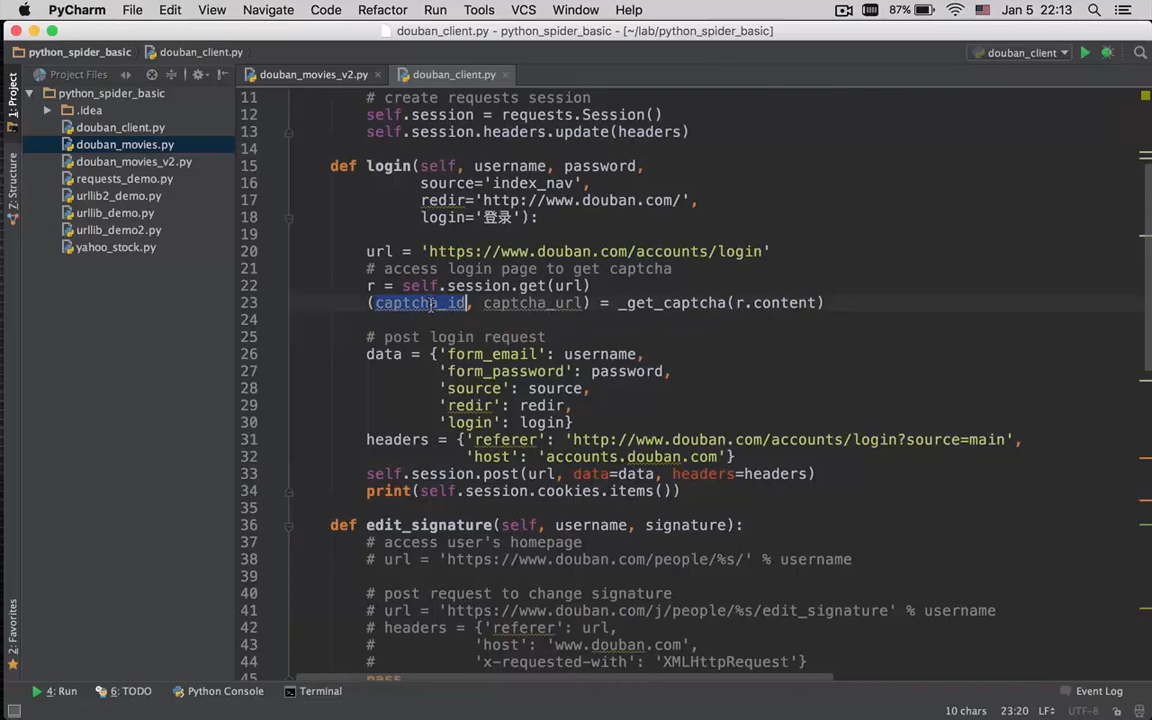 PyCharm File Edit View Navigate Code Refactor Run Tools VCS Window Help 87% Jan 5 22:13
douban_client.py - python_spider_basic - [~/lab/python_spider_basic]
python_spider_basic douban_client.py douban_client
1: Project
Project Files
douban_movies_v2.py douban_client.py
python_spider_basic
.idea
douban_client.py
douban_movies.py
douban_movies_v2.py
requests_demo.py
urllib2_demo.py
urllib_demo.py
urllib_demo2.py
yahoo_stock.py
7: Structure
2: Favorites
11 # create requests session
12 self.session = requests.Session()
13 self.session.headers.update(headers)
14
15 def login(self, username, password,
16 source='index_nav',
17 redir='http://www.douban.com/',
18 login='登录'):
19
20 url = 'https://www.douban.com/accounts/login'
21 # access login page to get captcha
22 r = self.session.get(url)
23 (captcha_id, captcha_url) = _get_captcha(r.content)
24
25 # post login request
26 data = {'form_email': username,
27 'form_password': password,
28 'source': source,
29 'redir': redir,
30 'login': login}
31 headers = {'referer': 'http://www.douban.com/accounts/login?source=main',
32 'host': 'accounts.douban.com'}
33 self.session.post(url, data=data, headers=headers)
34 print(self.session.cookies.items())
35
36 def edit_signature(self, username, signature):
37 # access user's homepage
38 # url = 'https://www.douban.com/people/%s/' % username
39
40 # post request to change signature
41 # url = 'https://www.douban.com/j/people/%s/edit_signature' % username
42 # headers = {'referer': url,
43 # 'host': 'www.douban.com',
44 # 'x-requested-with': 'XMLHttpRequest'}
45 pass
4: Run 6: TODO Python Console Terminal Event Log
10 chars 23:20 LF UTF-8